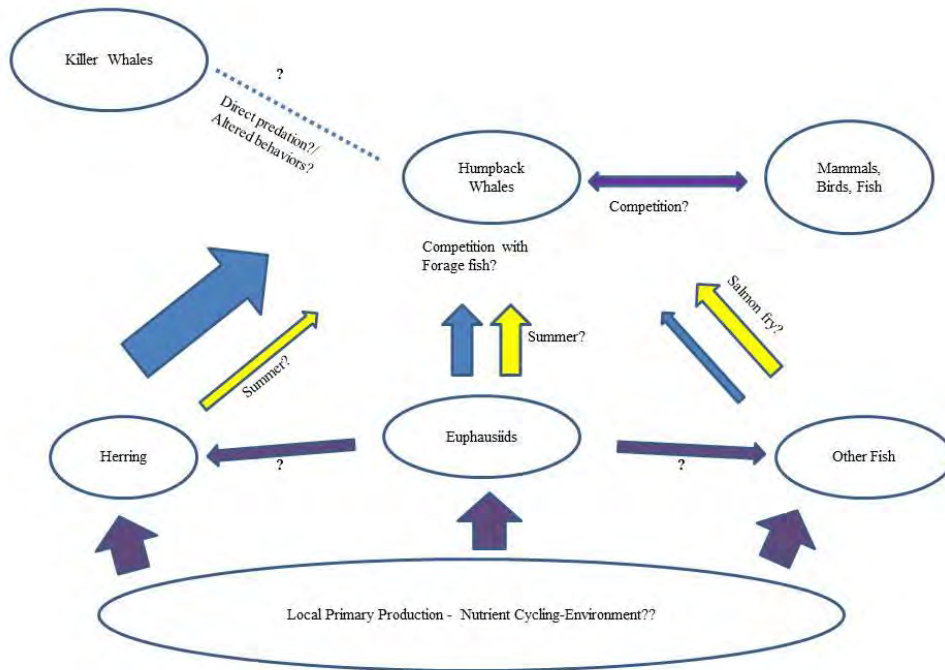 Killer Whales
?
Direct predation?/
Altered behaviors?
Humpback
Whales
Mammals,
Birds, Fish
Competition?
Competition with
Forage fish?
Summer?
Summer?
Salmon fry?
Herring
?
Euphausiids
?
Other Fish
Local Primary Production - Nutrient Cycling-Environment??